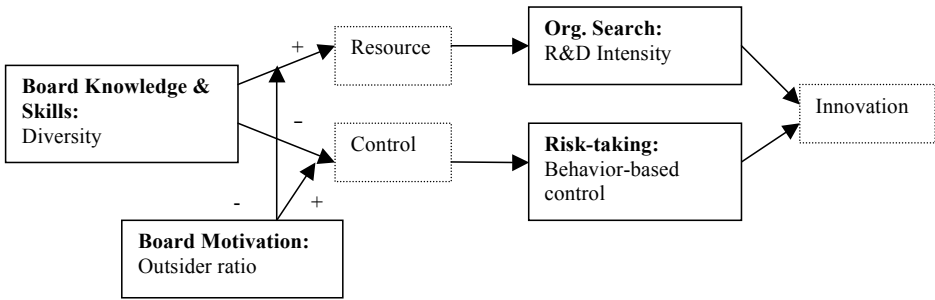 Board Knowledge &
Skills:
Diversity
+
Resource
–
Control
-
+
Board Motivation:
Outsider ratio
Org. Search:
R&D Intensity
Risk-taking:
Behavior-based
control
Innovation